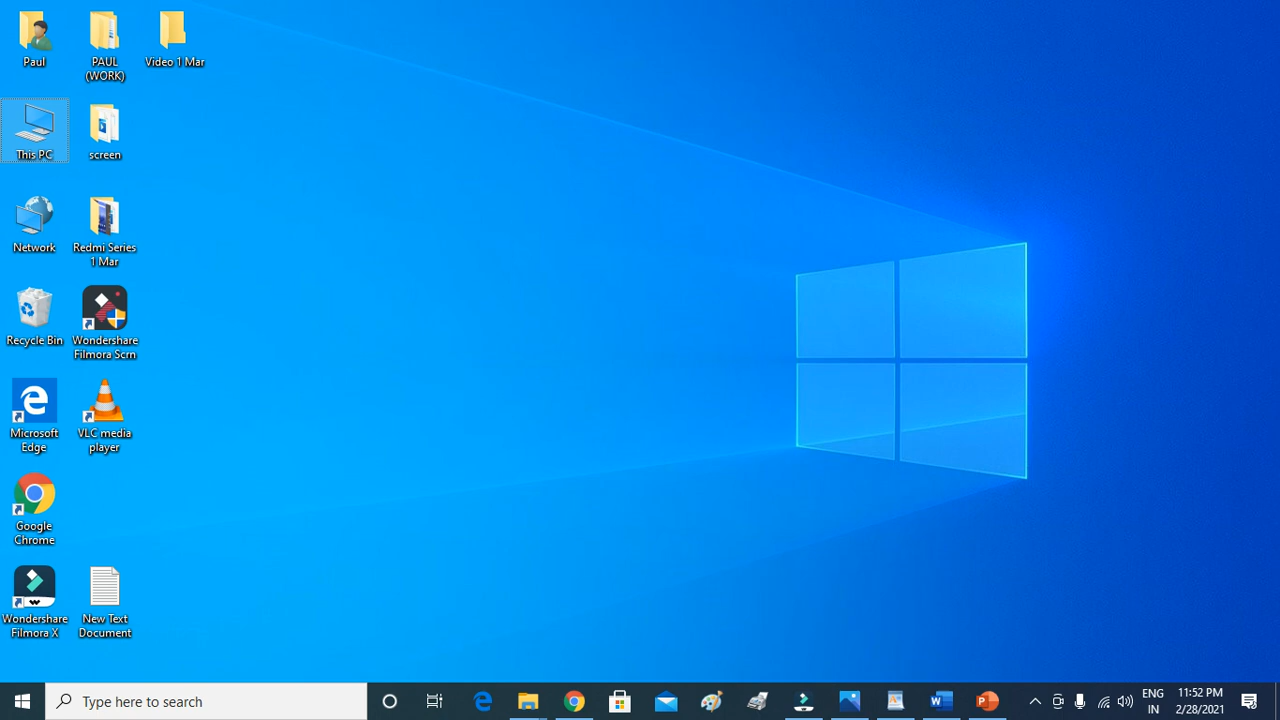 Paul
PAUL
(WORK)
Video 1 Mar
This PC
screen
Network
Redmi Series
1 Mar
Recycle Bin
Wondershare
Filmora Scrn
Microsoft
Edge
VLC media
player
Google
Chrome
Wondershare
Filmora X
New Text
Document
Type here to search
ENG
IN
11:52 PM
2/28/2021